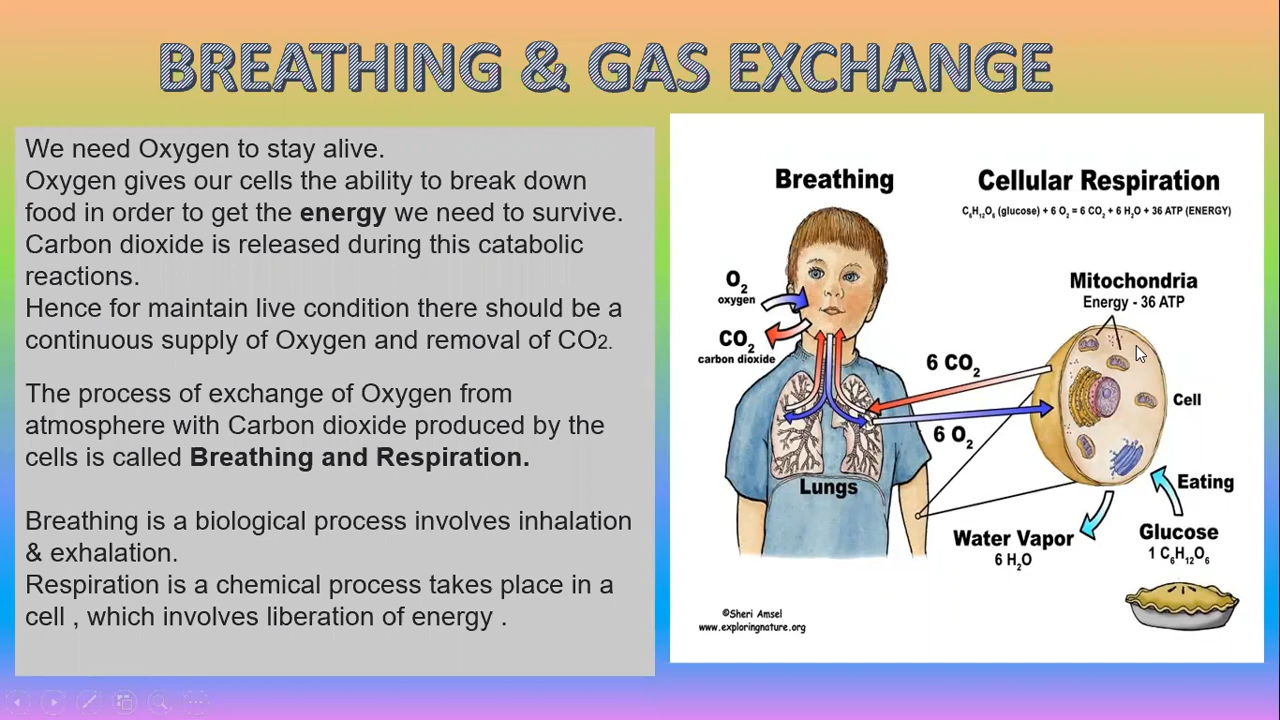 BREATHING & GAS EXCHANGE
We need Oxygen to stay alive.
Oxygen gives our cells the ability to break down
food in order to get the energy we need to survive.
Carbon dioxide is released during this catabolic
reactions.
Hence for maintain live condition there should be a
continuous supply of Oxygen and removal of CO2.
The process of exchange of Oxygen from
atmosphere with Carbon dioxide produced by the
cells is called Breathing and Respiration.
Breathing is a biological process involves inhalation
& exhalation.
Respiration is a chemical process takes place in a
cell , which involves liberation of energy .
Breathing
O₂
oxygen
CO₂
carbon dioxide
Lungs
Cellular Respiration
C₆H₁₂O₆ (glucose) + 6 O₂ = 6 CO₂ + 6 H₂O + 36 ATP (ENERGY)
Mitochondria
Energy - 36 ATP
6 CO₂
6 O₂
Cell
Eating
Glucose
1 C₆H₁₂O₆
Water Vapor
6 H₂O
©Sheri Amsel
www.exploringnature.org